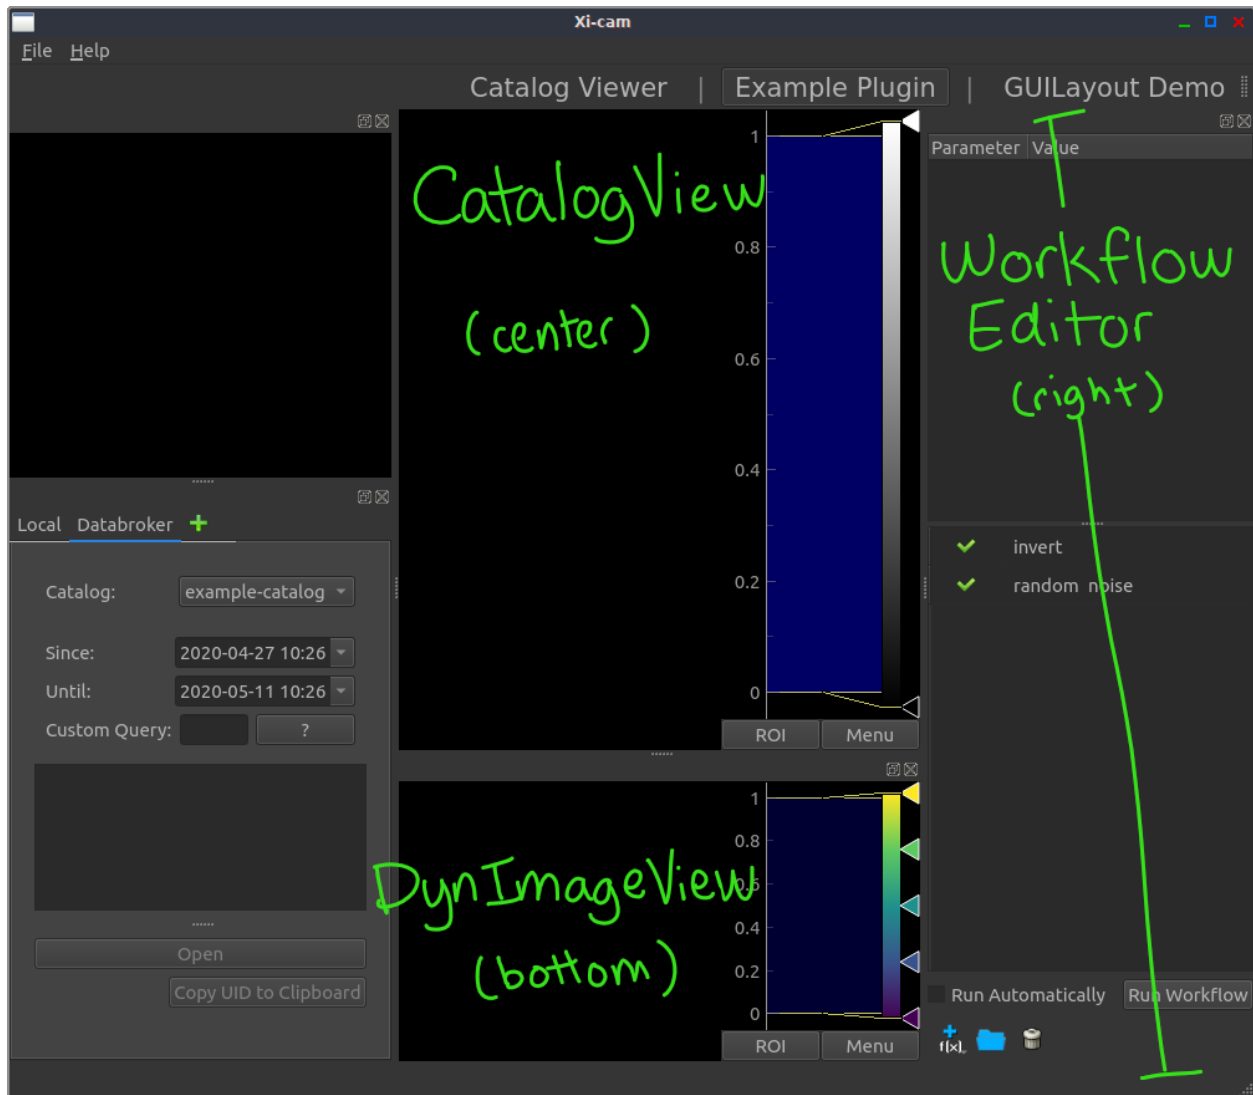 Xi-cam
File Help
Catalog Viewer | Example Plugin | GUILayout Demo
Parameter Value
1
0.8
0.6
0.4
0.2
0
CatalogView
(center)
ROI Menu
Workflow
Editor
(right)
invert
random noise
Run Automatically Run Workflow
f(x)
Local Databroker
Catalog: example-catalog
Since: 2020-04-27 10:26
Until: 2020-05-11 10:26
Custom Query: ?
Open
Copy UID to Clipboard
1
0.8
0.6
0.4
0.2
0
DynImageView
(bottom)
ROI Menu